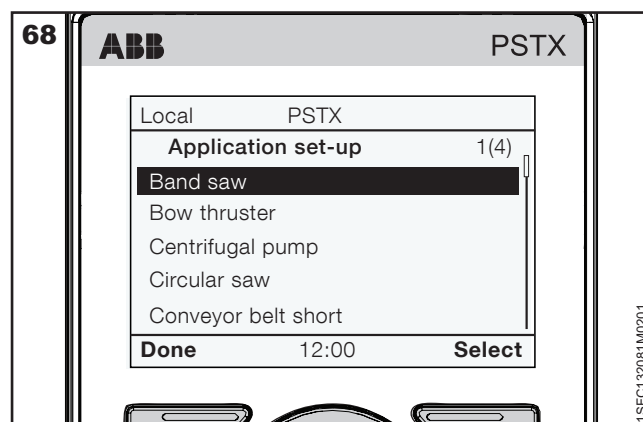 68
ABB PSTX
Local PSTX
Application set-up 1(4)
Band saw
Bow thruster
Centrifugal pump
Circular saw
Conveyor belt short
Done 12:00 Select
1SFC132081M0201